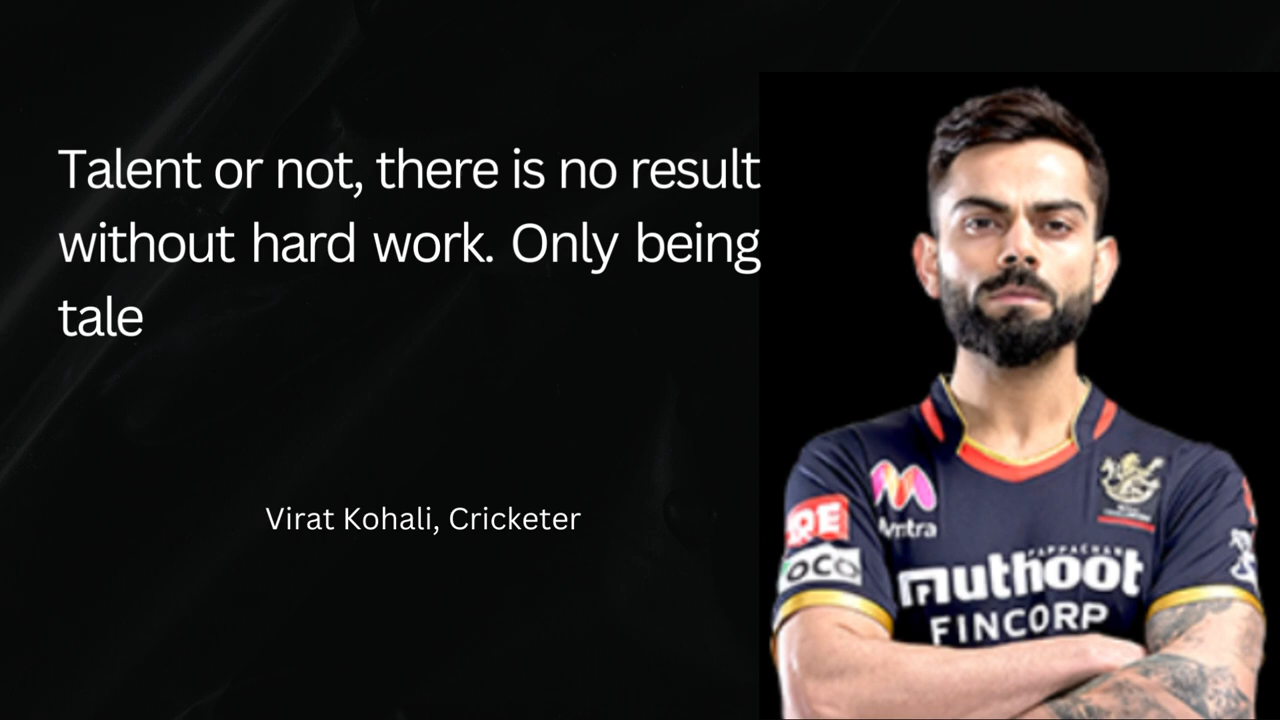 Talent or not, there is no result
without hard work. Only being
tale
Virat Kohali, Cricketer
Myntra
PAPPACHAN
muthoot
FINCORP